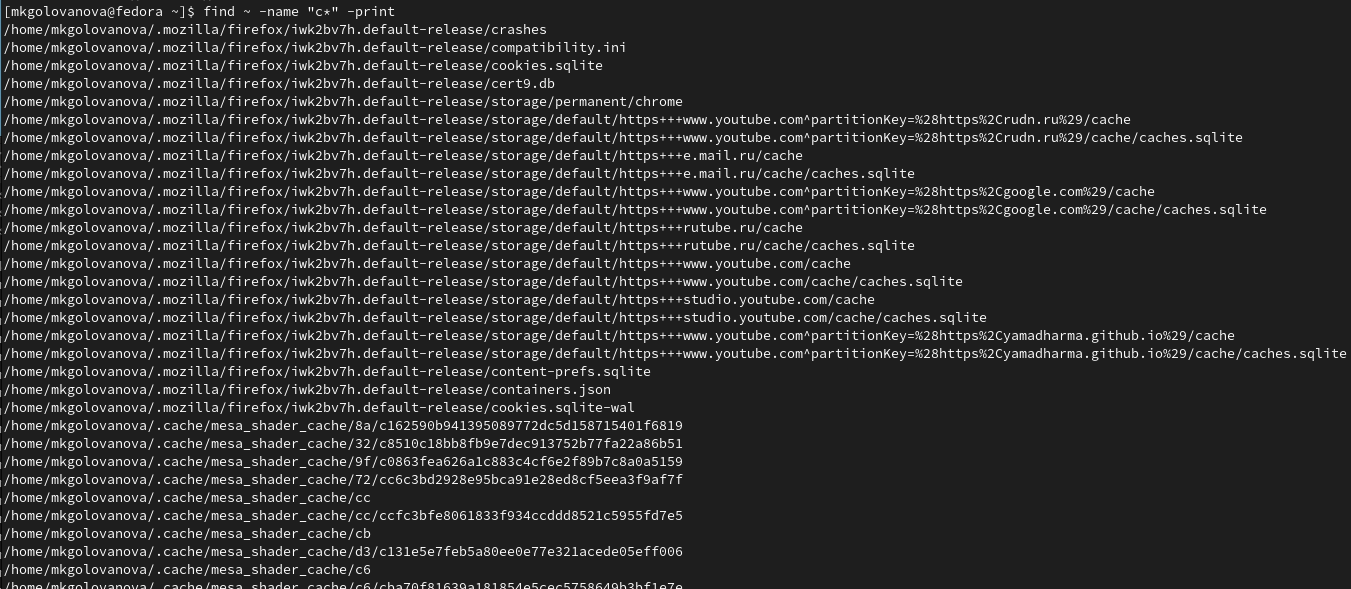 [mkgolovanova@fedora ~]$ find ~ -name "c*" -print
/home/mkgolovanova/.mozilla/firefox/iwk2bv7h.default-release/crashes
/home/mkgolovanova/.mozilla/firefox/iwk2bv7h.default-release/compatibility.ini
/home/mkgolovanova/.mozilla/firefox/iwk2bv7h.default-release/cookies.sqlite
/home/mkgolovanova/.mozilla/firefox/iwk2bv7h.default-release/cert9.db
/home/mkgolovanova/.mozilla/firefox/iwk2bv7h.default-release/storage/permanent/chrome
/home/mkgolovanova/.mozilla/firefox/iwk2bv7h.default-release/storage/default/https+++www.youtube.com^partitionKey=%28https%2Crudn.ru%29/cache
/home/mkgolovanova/.mozilla/firefox/iwk2bv7h.default-release/storage/default/https+++www.youtube.com^partitionKey=%28https%2Crudn.ru%29/cache/caches.sqlite
/home/mkgolovanova/.mozilla/firefox/iwk2bv7h.default-release/storage/default/https+++e.mail.ru/cache
/home/mkgolovanova/.mozilla/firefox/iwk2bv7h.default-release/storage/default/https+++e.mail.ru/cache/caches.sqlite
/home/mkgolovanova/.mozilla/firefox/iwk2bv7h.default-release/storage/default/https+++www.youtube.com^partitionKey=%28https%2Cgoogle.com%29/cache
/home/mkgolovanova/.mozilla/firefox/iwk2bv7h.default-release/storage/default/https+++www.youtube.com^partitionKey=%28https%2Cgoogle.com%29/cache/caches.sqlite
/home/mkgolovanova/.mozilla/firefox/iwk2bv7h.default-release/storage/default/https+++rutube.ru/cache
/home/mkgolovanova/.mozilla/firefox/iwk2bv7h.default-release/storage/default/https+++rutube.ru/cache/caches.sqlite
/home/mkgolovanova/.mozilla/firefox/iwk2bv7h.default-release/storage/default/https+++www.youtube.com/cache
/home/mkgolovanova/.mozilla/firefox/iwk2bv7h.default-release/storage/default/https+++www.youtube.com/cache/caches.sqlite
/home/mkgolovanova/.mozilla/firefox/iwk2bv7h.default-release/storage/default/https+++studio.youtube.com/cache
/home/mkgolovanova/.mozilla/firefox/iwk2bv7h.default-release/storage/default/https+++studio.youtube.com/cache/caches.sqlite
/home/mkgolovanova/.mozilla/firefox/iwk2bv7h.default-release/storage/default/https+++www.youtube.com^partitionKey=%28https%2Cyamadharma.github.io%29/cache
/home/mkgolovanova/.mozilla/firefox/iwk2bv7h.default-release/storage/default/https+++www.youtube.com^partitionKey=%28https%2Cyamadharma.github.io%29/cache/caches.sqlite
/home/mkgolovanova/.mozilla/firefox/iwk2bv7h.default-release/content-prefs.sqlite
/home/mkgolovanova/.mozilla/firefox/iwk2bv7h.default-release/containers.json
/home/mkgolovanova/.mozilla/firefox/iwk2bv7h.default-release/cookies.sqlite-wal
/home/mkgolovanova/.cache/mesa_shader_cache/8a/c162590b941395089772dc5d158715401f6819
/home/mkgolovanova/.cache/mesa_shader_cache/32/c8510c18bb8fb9e7dec913752b77fa22a86b51
/home/mkgolovanova/.cache/mesa_shader_cache/9f/c0863fea626a1c883c4cf6e2f89b7c8a0a5159
/home/mkgolovanova/.cache/mesa_shader_cache/72/cc6c3bd2928e95bca91e28ed8cf5eea3f9af7f
/home/mkgolovanova/.cache/mesa_shader_cache/cc
/home/mkgolovanova/.cache/mesa_shader_cache/cc/ccfc3bfe8061833f934ccddd8521c5955fd7e5
/home/mkgolovanova/.cache/mesa_shader_cache/cb
/home/mkgolovanova/.cache/mesa_shader_cache/d3/c131e5e7feb5a80ee0e77e321acede05eff006
/home/mkgolovanova/.cache/mesa_shader_cache/c6
/home/mkgolovanova/.cache/mesa_shader_cache/c6/cba70f81639a181854e5cec5758649b3bf1e7e